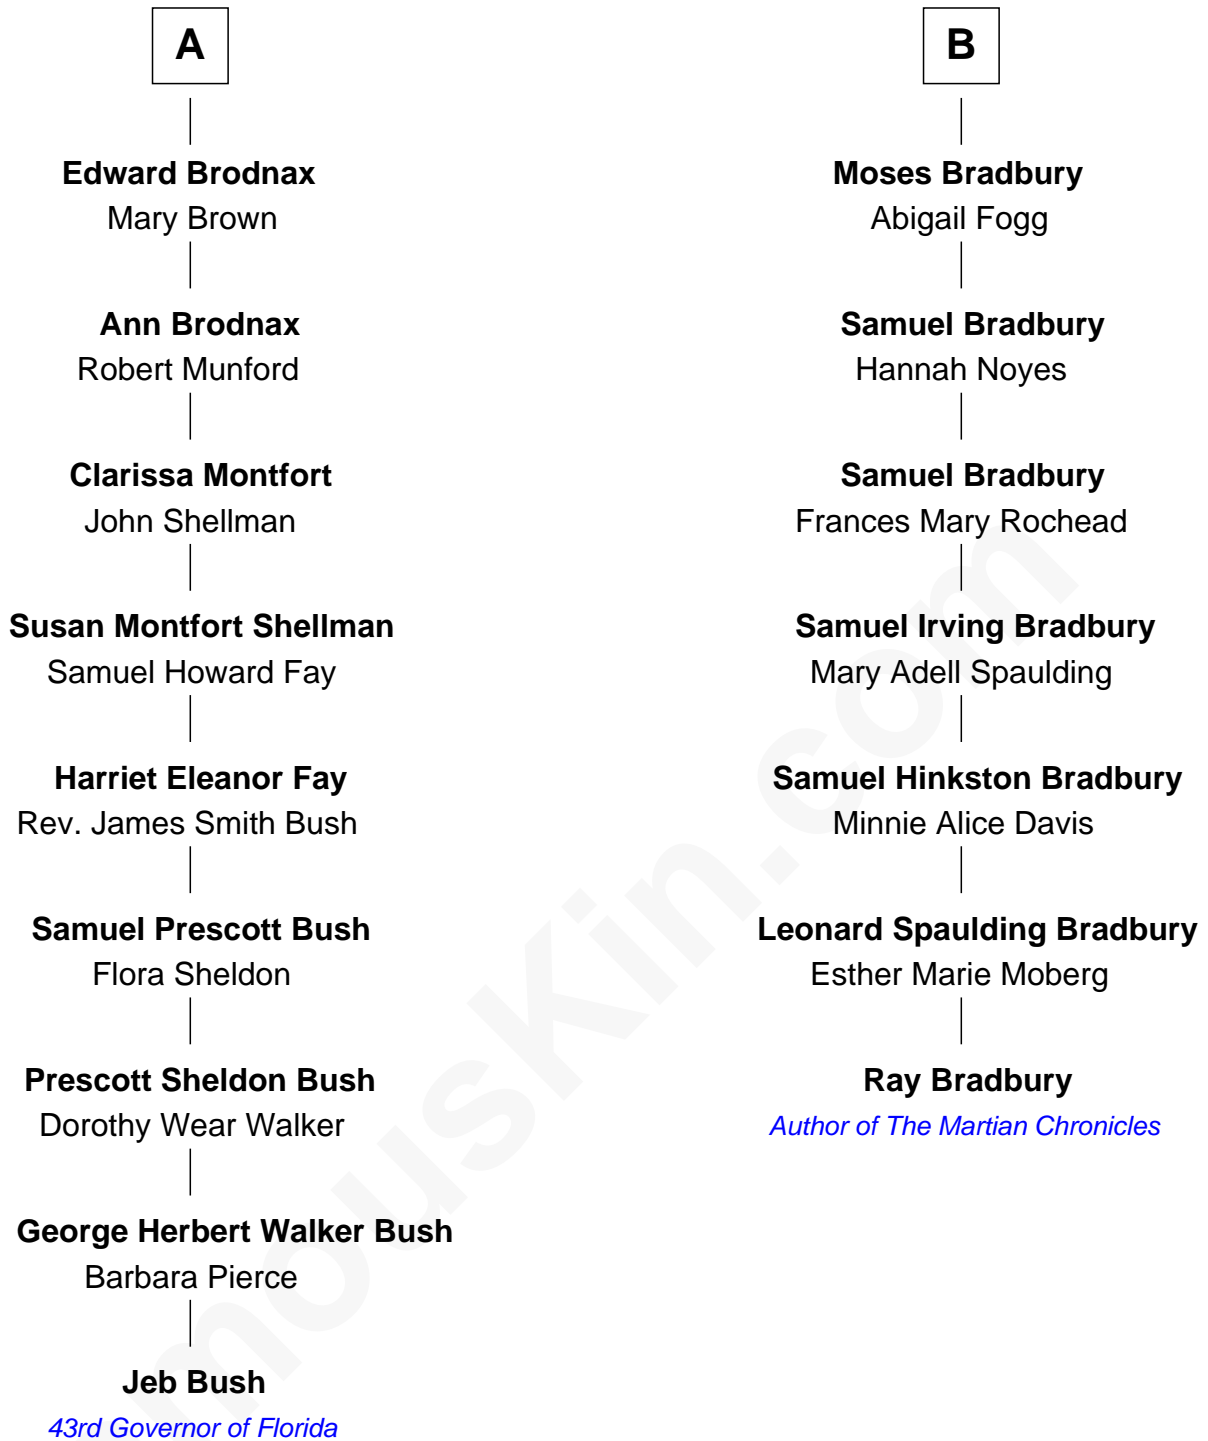 A
Edward Brodnax
Mary Brown
Ann Brodnax
Robert Munford
Clarissa Montfort
John Shellman
Susan Montfort Shellman
Samuel Howard Fay
Harriet Eleanor Fay
Rev. James Smith Bush
Samuel Prescott Bush
Flora Sheldon
Prescott Sheldon Bush
Dorothy Wear Walker
George Herbert Walker Bush
Barbara Pierce
Jeb Bush
43rd Governor of Florida
B
Moses Bradbury
Abigail Fogg
Samuel Bradbury
Hannah Noyes
Samuel Bradbury
Frances Mary Rochead
Samuel Irving Bradbury
Mary Adell Spaulding
Samuel Hinkston Bradbury
Minnie Alice Davis
Leonard Spaulding Bradbury
Esther Marie Moberg
Ray Bradbury
Author of The Martian Chronicles
mousKin.com